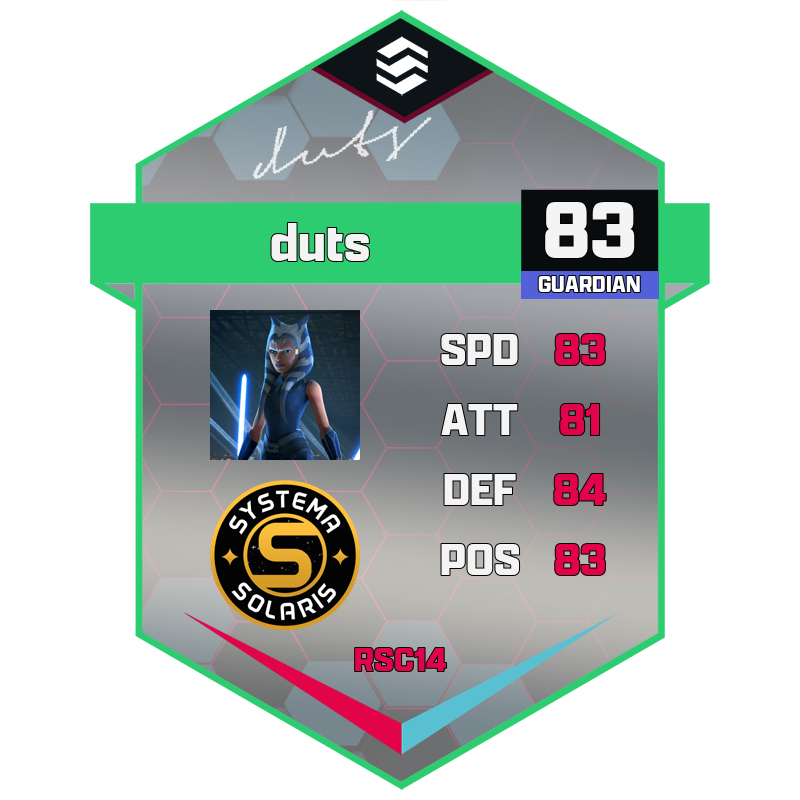 duts
duts
83
GUARDIAN
SPD 83
ATT 81
DEF 84
POS 83
SYSTEMA
S
SOLARIS
RSC14